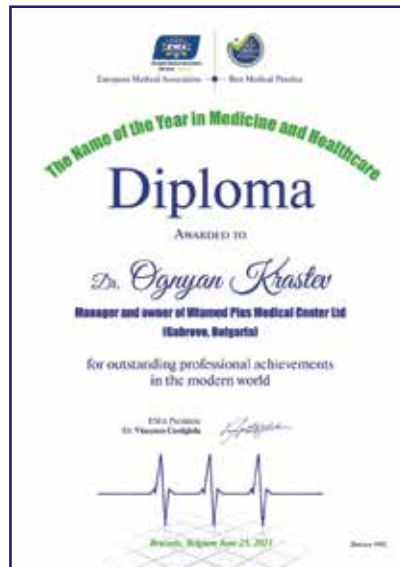 EMA
European Medical Association
Best Medical Practice
The Name of the Year in Medicine and Healthcare
Diploma
AWARDED TO
Dr. Ognyan Krastev
Manager and owner of Vitamed Plus Medical Center Ltd
(Gabrovo, Bulgaria)
for outstanding professional achievements
in the modern world
EMA President
Dr. Vincenzo Costigliola
Brussels, Belgium June 25, 2021